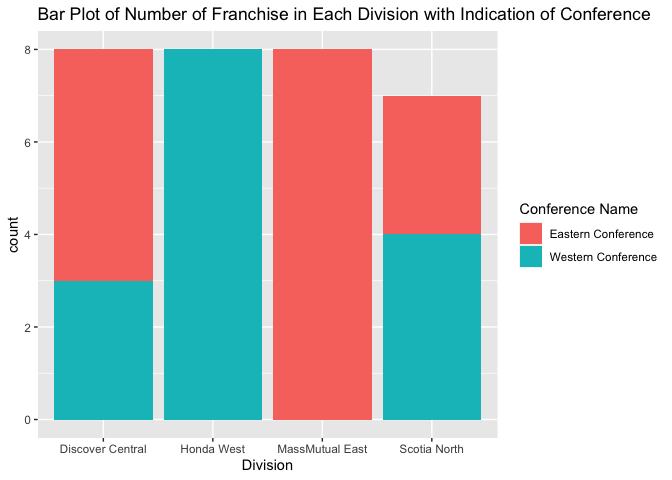 Bar Plot of Number of Franchise in Each Division with Indication of Conference
8
6
4
2
0
count
Discover Central
Honda West
MassMutual East
Scotia North
Division
Conference Name
Eastern Conference
Western Conference